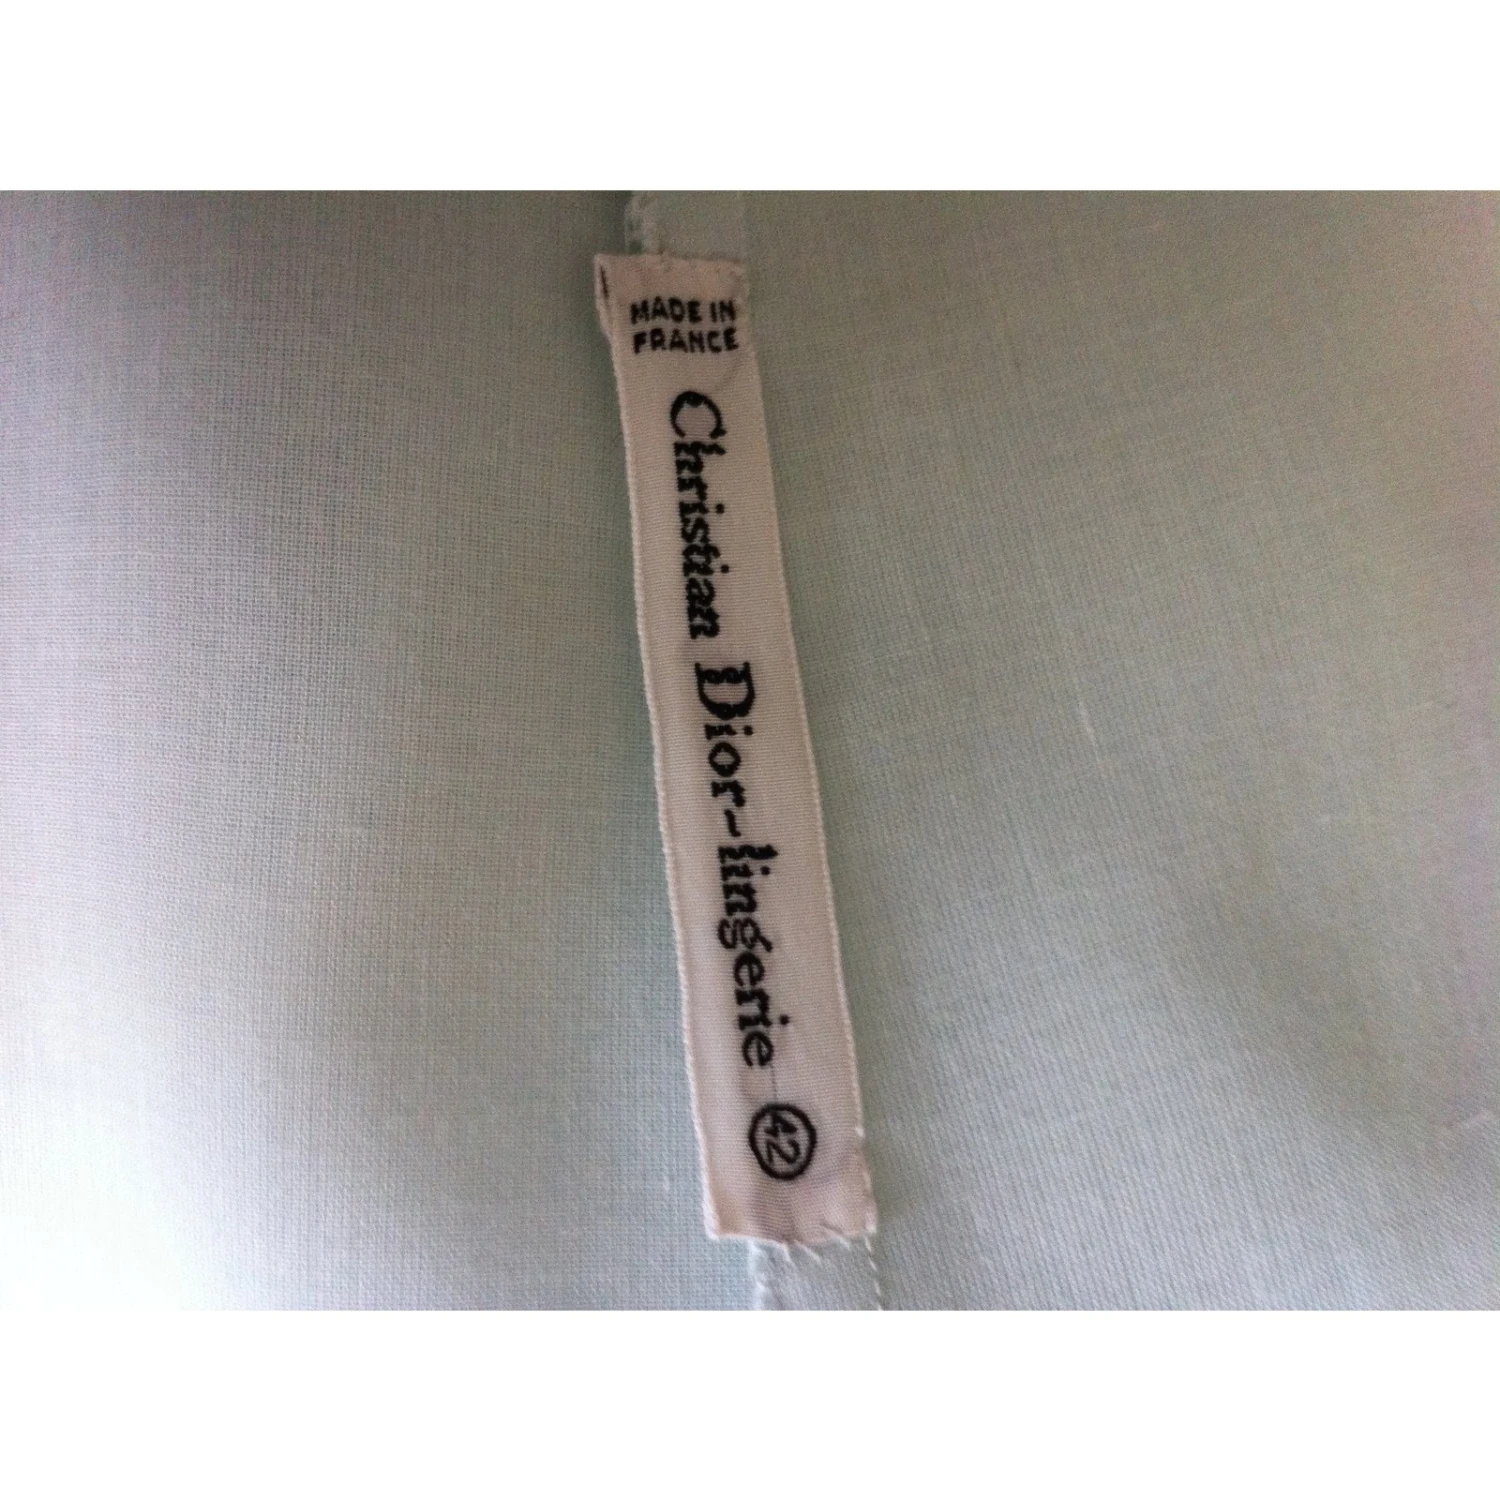 MADE IN
FRANCE
Christian Dior-lingerie 42